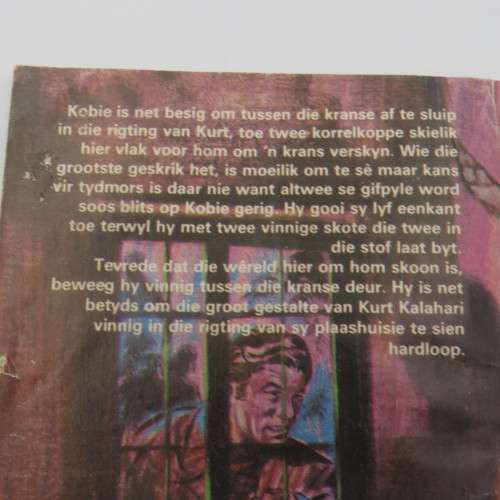 Kobie is net besig om tussen die kranse af te sluip
in die rigting van Kurt, toe twee korrelkoppe skielik
hier vlak voor hom om 'n krans verskyn. Wie die
grootste geskrik het, is moeilik om te sê maar kans
vir tydmors is daar nie want altwee se gifpyle word
soos blits op Kobie gerig. Hy gooi sy lyf eenkant
toe terwyl hy met twee vinnige skote die twee in
die stof laat byt.
Tevrede dat die wêreld hier om hom skoon is,
beweeg hy vinnig tussen die kranse deur. Hy is net
betyds om die groot gestalte van Kurt Kalahari
vinnig in die rigting van sy plaashuisie te sien
hardloop.